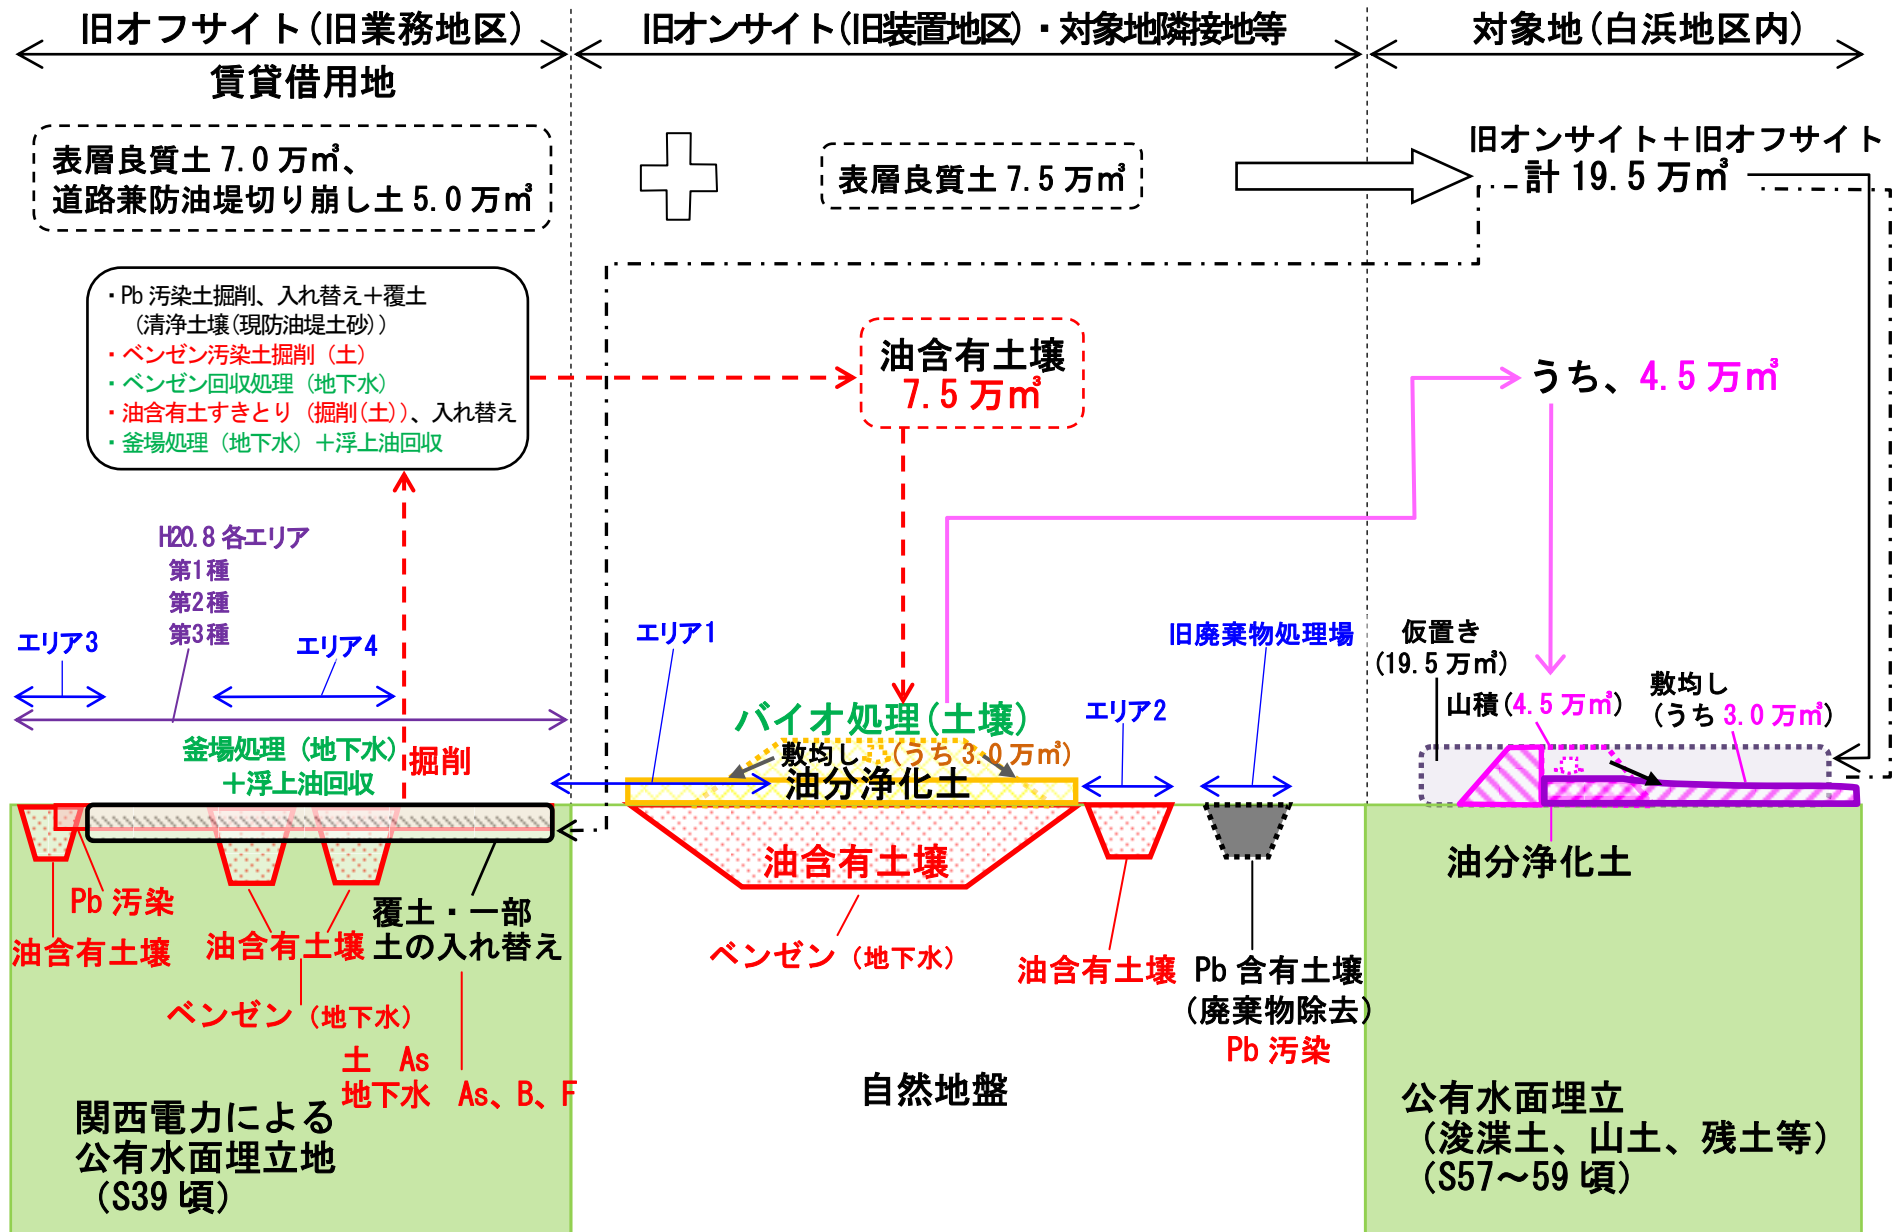 旧オフサイト(旧業務地区)
賃貸借用地
旧オンサイト(旧装置地区)・対象地隣接地等
対象地(白浜地区内)
表層良質土 7.0 万㎥、
道路兼防油堤切り崩し土 5.0 万㎥
表層良質土 7.5 万㎥
旧オンサイト＋旧オフサイト
計 19.5 万㎥
・Pb 汚染土掘削、入れ替え＋覆土
(清浄土壌(現防油堤土砂))
・ベンゼン汚染土掘削（土）
・ベンゼン回収処理（地下水）
・油含有土すきとり（掘削(土)）、入れ替え
・釜場処理（地下水）＋浮上油回収
油含有土壌
7.5 万㎥
うち、4.5 万㎥
H20.8 各エリア
第1種
第2種
第3種
エリア3
エリア4
エリア1
エリア2
旧廃棄物処理場
仮置き
(19.5 万㎥)
山積(4.5 万㎥)
敷均し
(うち 3.0 万㎥)
釜場処理（地下水）
＋浮上油回収
掘削
バイオ処理(土壌)
敷均し (うち 3.0 万㎥)
油分浄化土
油含有土壌
油分浄化土
Pb 汚染
油含有土壌
油含有土壌
覆土・一部
土の入れ替え
ベンゼン（地下水）
ベンゼン（地下水）
油含有土壌
Pb 含有土壌
(廃棄物除去)
Pb 汚染
土　As
地下水　As、B、F
関西電力による
公有水面埋立地
(S39 頃)
自然地盤
公有水面埋立
(浚渫土、山土、残土等)
(S57～59 頃)